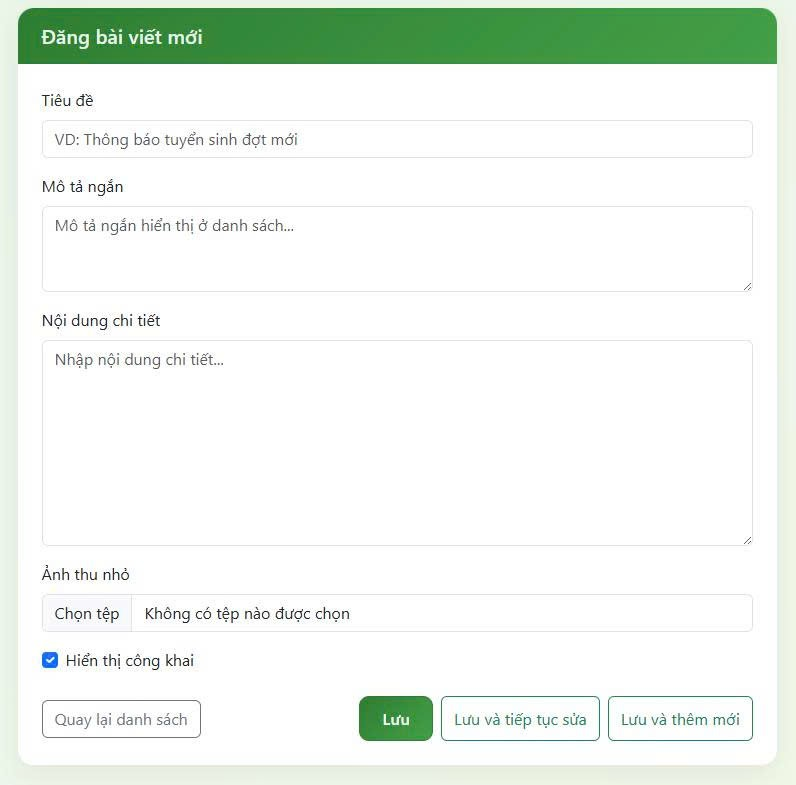 Đăng bài viết mới
Tiêu đề
VD: Thông báo tuyển sinh đợt mới
Mô tả ngắn
Mô tả ngắn hiển thị ở danh sách...
Nội dung chi tiết
Nhập nội dung chi tiết...
Ảnh thu nhỏ
Chọn tệp Không có tệp nào được chọn
Hiển thị công khai
Quay lại danh sách Lưu Lưu và tiếp tục sửa Lưu và thêm mới